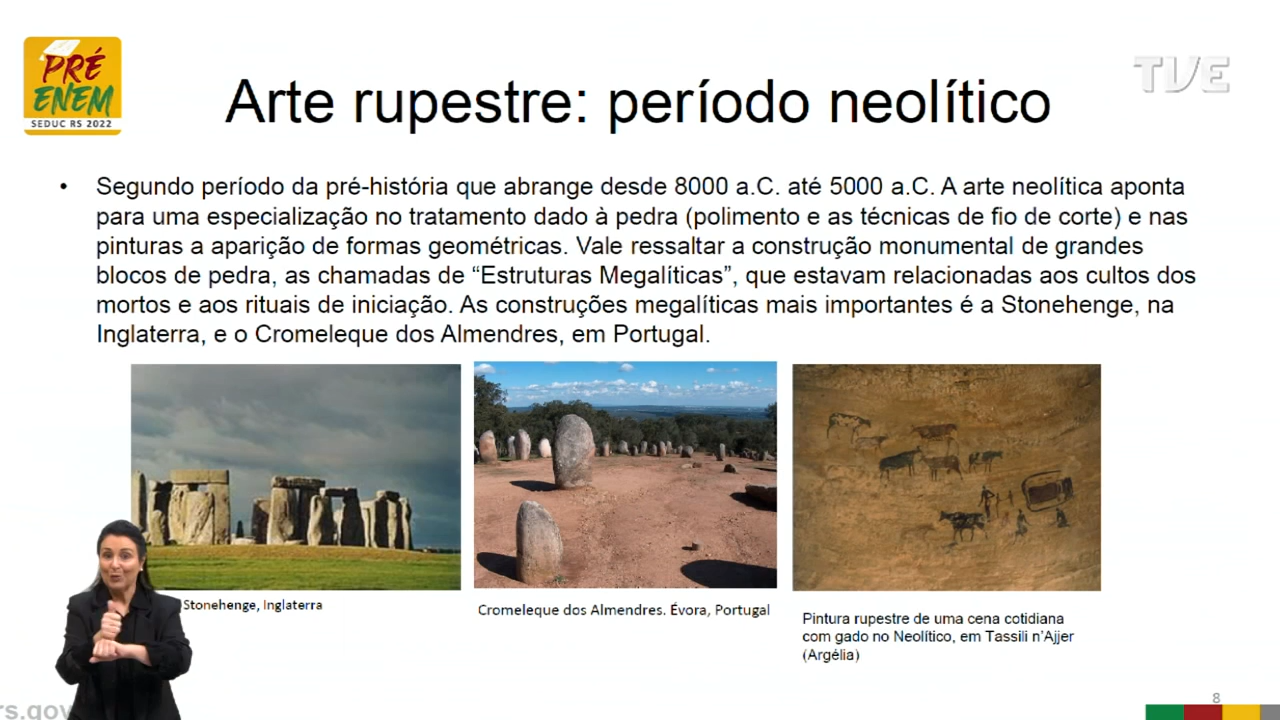 PRÉ
ENEM
SEDUC RS 2022
TVE
Arte rupestre: período neolítico
• Segundo período da pré-história que abrange desde 8000 a.C. até 5000 a.C. A arte neolítica aponta
para uma especialização no tratamento dado à pedra (polimento e as técnicas de fio de corte) e nas
pinturas a aparição de formas geométricas. Vale ressaltar a construção monumental de grandes
blocos de pedra, as chamadas de “Estruturas Megalíticas”, que estavam relacionadas aos cultos dos
mortos e aos rituais de iniciação. As construções megalíticas mais importantes é a Stonehenge, na
Inglaterra, e o Cromeleque dos Almendres, em Portugal.
Stonehenge, Inglaterra
Cromeleque dos Almendres. Évora, Portugal
Pintura rupestre de uma cena cotidiana
com gado no Neolítico, em Tassili n’Ajjer
(Argélia)
8
rs.gov